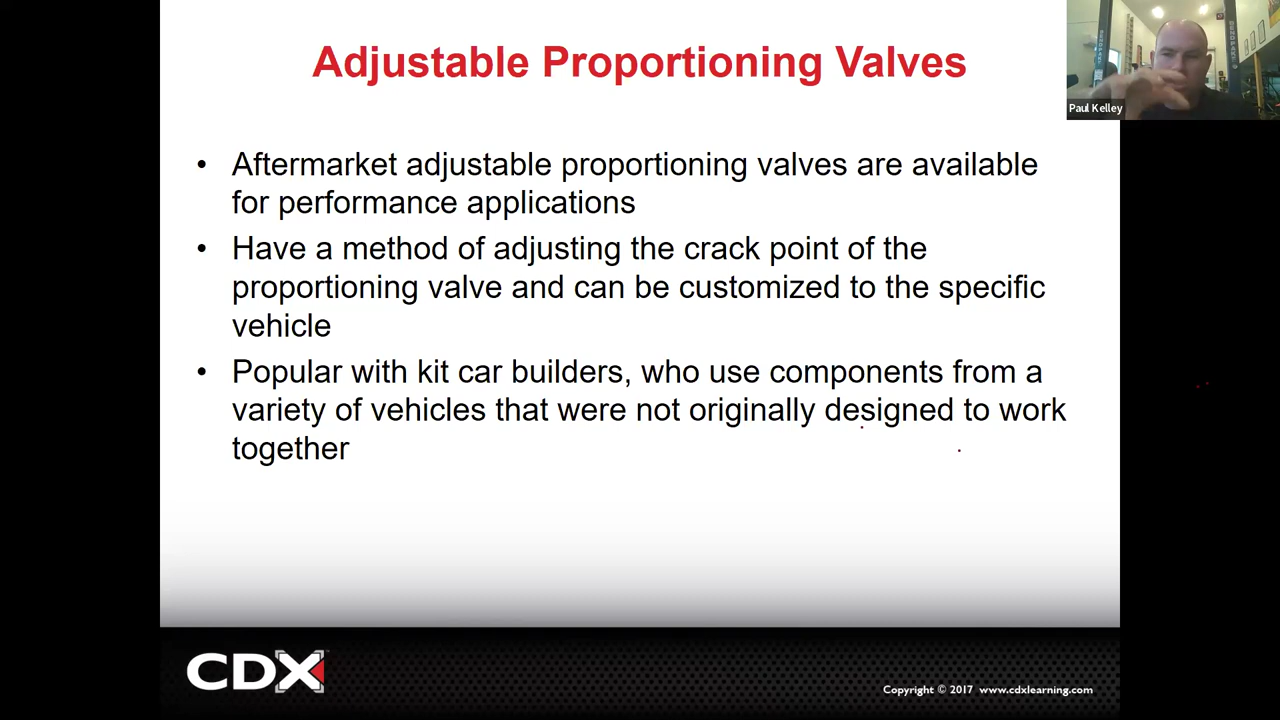 Adjustable Proportioning Valves
Paul Kelley
• Aftermarket adjustable proportioning valves are available
for performance applications
• Have a method of adjusting the crack point of the
proportioning valve and can be customized to the specific
vehicle
• Popular with kit car builders, who use components from a
variety of vehicles that were not originally designed to work
together
CDX
Copyright © 2017 www.cdxlearning.com